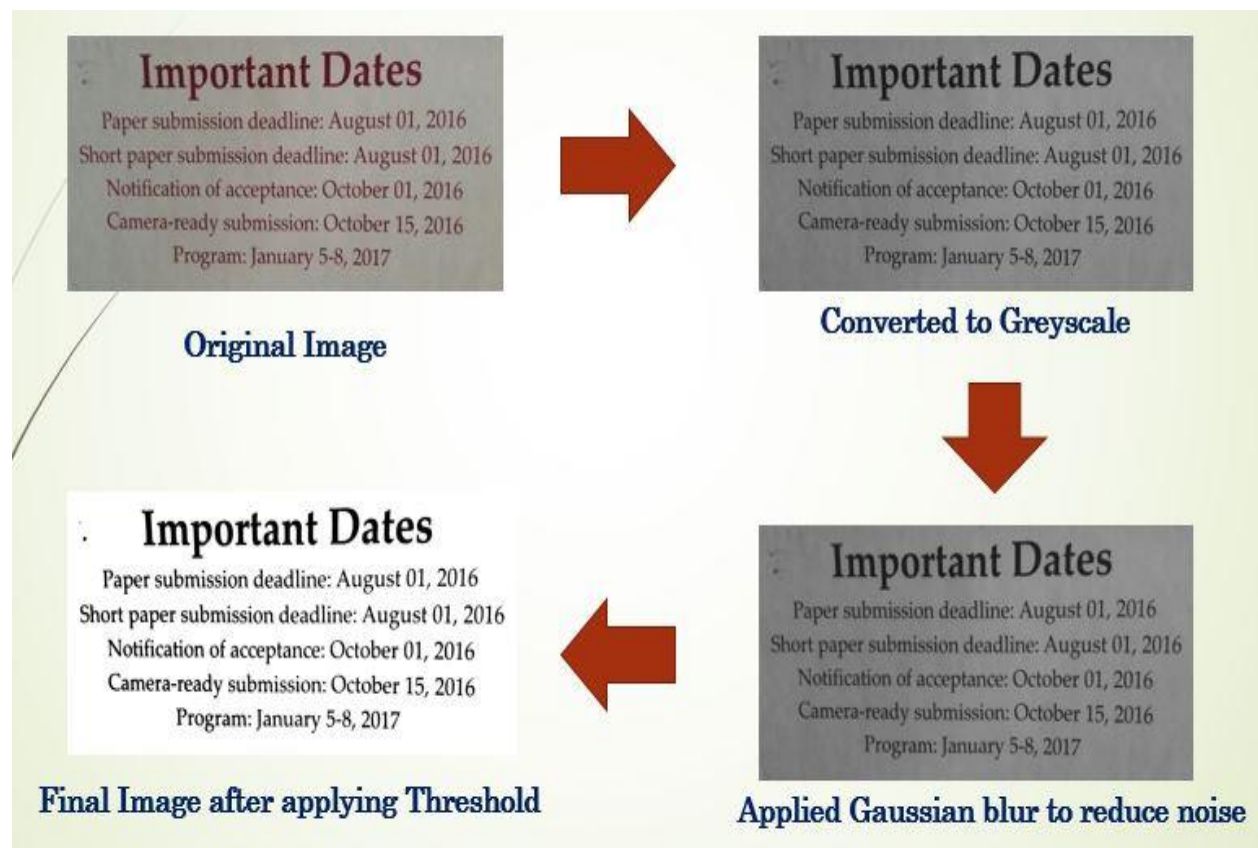 Important Dates
Paper submission deadline: August 01, 2016
Short paper submission deadline: August 01, 2016
Notification of acceptance: October 01, 2016
Camera-ready submission: October 15, 2016
Program: January 5-8, 2017
Original Image
Important Dates
Paper submission deadline: August 01, 2016
Short paper submission deadline: August 01, 2016
Notification of acceptance: October 01, 2016
Camera-ready submission: October 15, 2016
Program: January 5-8, 2017
Converted to Greyscale
Important Dates
Paper submission deadline: August 01, 2016
Short paper submission deadline: August 01, 2016
Notification of acceptance: October 01, 2016
Camera-ready submission: October 15, 2016
Program: January 5-8, 2017
Applied Gaussian blur to reduce noise
Important Dates
Paper submission deadline: August 01, 2016
Short paper submission deadline: August 01, 2016
Notification of acceptance: October 01, 2016
Camera-ready submission: October 15, 2016
Program: January 5-8, 2017
Final Image after applying Threshold